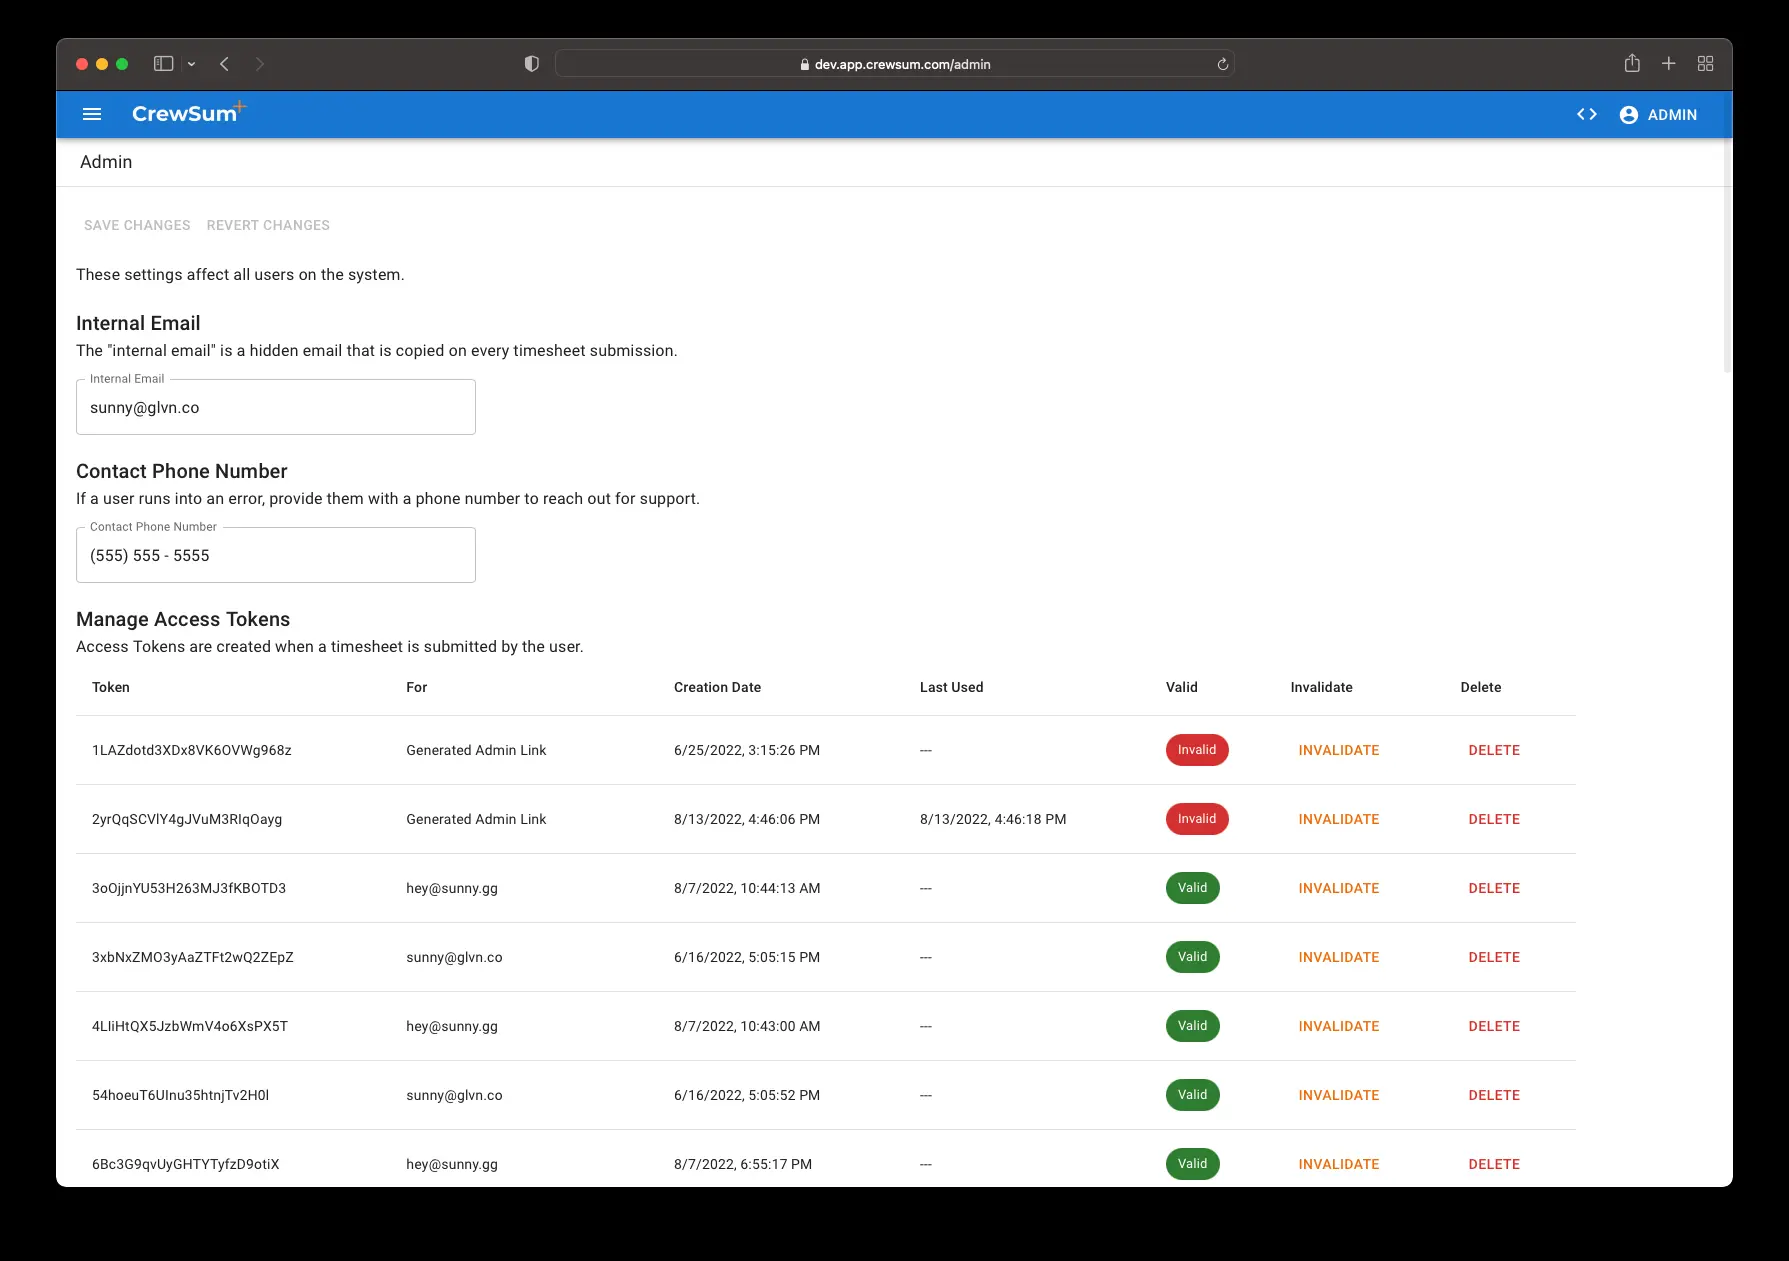 dev.app.crewsum.com/admin
CrewSum+
ADMIN
Admin
SAVE CHANGES REVERT CHANGES
These settings affect all users on the system.
Internal Email
The "internal email" is a hidden email that is copied on every timesheet submission.
Internal Email
sunny@glvn.co
Contact Phone Number
If a user runs into an error, provide them with a phone number to reach out for support.
Contact Phone Number
(555) 555 - 5555
Manage Access Tokens
Access Tokens are created when a timesheet is submitted by the user.
Token For Creation Date Last Used Valid Invalidate Delete
1LAZdotd3XDx8VK6OVWg968z Generated Admin Link 6/25/2022, 3:15:26 PM --- Invalid INVALIDATE DELETE
2yrQqSCVlY4gJVuM3RIqOayg Generated Admin Link 8/13/2022, 4:46:06 PM 8/13/2022, 4:46:18 PM Invalid INVALIDATE DELETE
3oOjjnYU53H263MJ3fKBOTD3 hey@sunny.gg 8/7/2022, 10:44:13 AM --- Valid INVALIDATE DELETE
3xbNxZMO3yAaZTFt2wQ2ZEpZ sunny@glvn.co 6/16/2022, 5:05:15 PM --- Valid INVALIDATE DELETE
4LIiHtQX5JzbWmV4o6XsPX5T hey@sunny.gg 8/7/2022, 10:43:00 AM --- Valid INVALIDATE DELETE
54hoeuT6UInu35htnjTv2H0l sunny@glvn.co 6/16/2022, 5:05:52 PM --- Valid INVALIDATE DELETE
6Bc3G9qvUyGHTYTyfzD9otiX hey@sunny.gg 8/7/2022, 6:55:17 PM --- Valid INVALIDATE DELETE